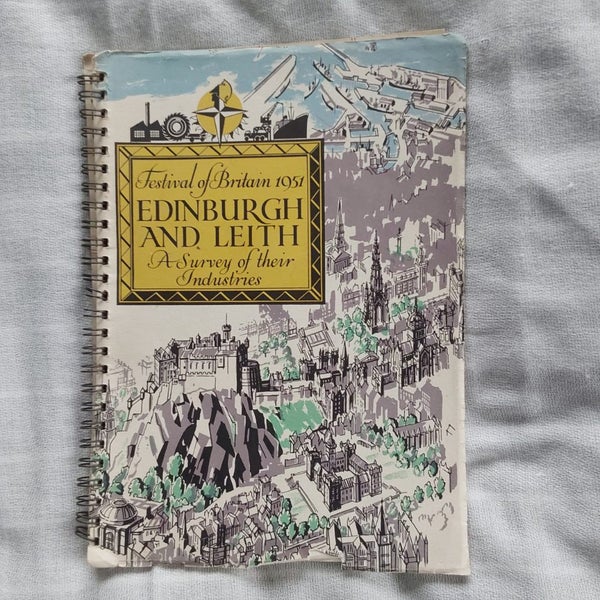 Festival of Britain 1951
EDINBURGH
AND LEITH
A Survey of their
Industries